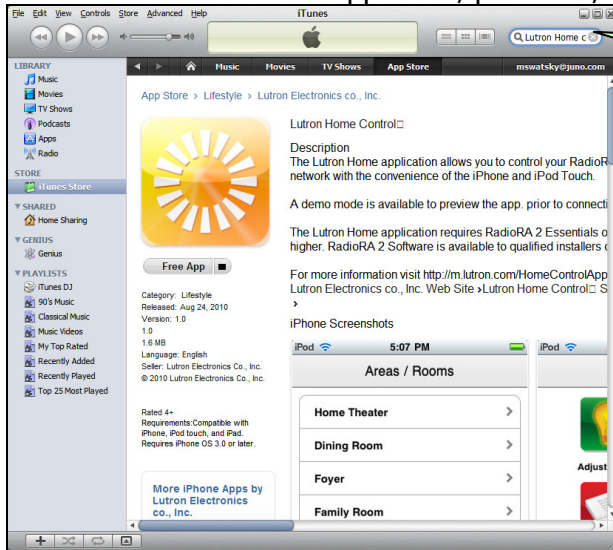 File Edit View Controls Store Advanced Help
iTunes
Lutron Home c
Music Movies TV Shows App Store mswatsky@juno.com
LIBRARY
Music
Movies
TV Shows
Podcasts
Apps
Radio
STORE
iTunes Store
SHARED
Home Sharing
GENIUS
Genius
PLAYLISTS
iTunes DJ
90's Music
Classical Music
Music Videos
My Top Rated
Recently Added
Recently Played
Top 25 Most Played
App Store > Lifestyle > Lutron Electronics co., Inc.
Free App
Category: Lifestyle
Released: Aug 24, 2010
Version: 1.0
1.0
1.6 MB
Language: English
Seller: Lutron Electronics Co., Inc.
© 2010 Lutron Electronics Co., Inc.
Rated 4+
Requirements:Compatible with
iPhone, iPod touch, and iPad.
Requires iPhone OS 3.0 or later.
More iPhone Apps by
Lutron Electronics
co., Inc.
Lutron Home Control
Description
The Lutron Home application allows you to control your RadioR
network with the convenience of the iPhone and iPod Touch.
A demo mode is available to preview the app. prior to connecti
The Lutron Home application requires RadioRA 2 Essentials o
higher. RadioRA 2 Software is available to qualified installers
For more information visit http://m.lutron.com/HomeControlApp
Lutron Electronics co., Inc. Web Site ›Lutron Home Control S
›
iPhone Screenshots
iPod 5:07 PM
Areas / Rooms
Home Theater >
Dining Room >
Foyer >
Family Room >
iPod
Adjust